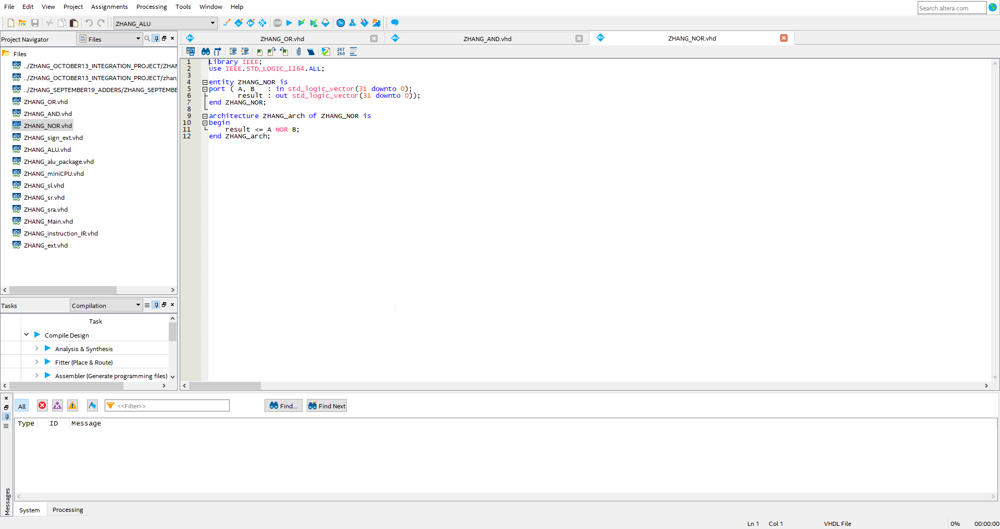 File Edit View Project Assignments Processing Tools Window Help
Search altera.com
ZHANG_ALU
STOP
Project Navigator Files
Files
../ZHANG_OCTOBER13_INTEGRATION_PROJECT/ZHAN
../ZHANG_OCTOBER13_INTEGRATION_PROJECT/zhang
../ZHANG_SEPTEMBER19_ADDERS/ZHANG_SEPTEMBE
ZHANG_OR.vhd
ZHANG_AND.vhd
ZHANG_NOR.vhd
ZHANG_sign_ext.vhd
ZHANG_ALU.vhd
ZHANG_alu_package.vhd
ZHANG_miniCPU.vhd
ZHANG_sl.vhd
ZHANG_sr.vhd
ZHANG_sra.vhd
ZHANG_Main.vhd
ZHANG_instruction_IR.vhd
ZHANG_ext.vhd
Tasks Compilation
Task
Compile Design
Analysis & Synthesis
Fitter (Place & Route)
Assembler (Generate programming files)
ZHANG_OR.vhd ZHANG_AND.vhd ZHANG_NOR.vhd
267
268
1 Library IEEE;
2 Use IEEE.STD_LOGIC_1164.ALL;
3
4 entity ZHANG_NOR is
5 port ( A, B   : in std_logic_vector(31 downto 0);
6 result : out std_logic_vector(31 downto 0));
7 end ZHANG_NOR;
8
9 architecture ZHANG_arch of ZHANG_NOR is
10 begin
11 result <= A NOR B;
12 end ZHANG_arch;
All <<Filter>> Find... Find Next
Type ID Message
Messages
System Processing
Ln 1 Col 1 VHDL File 0% 00:00:00